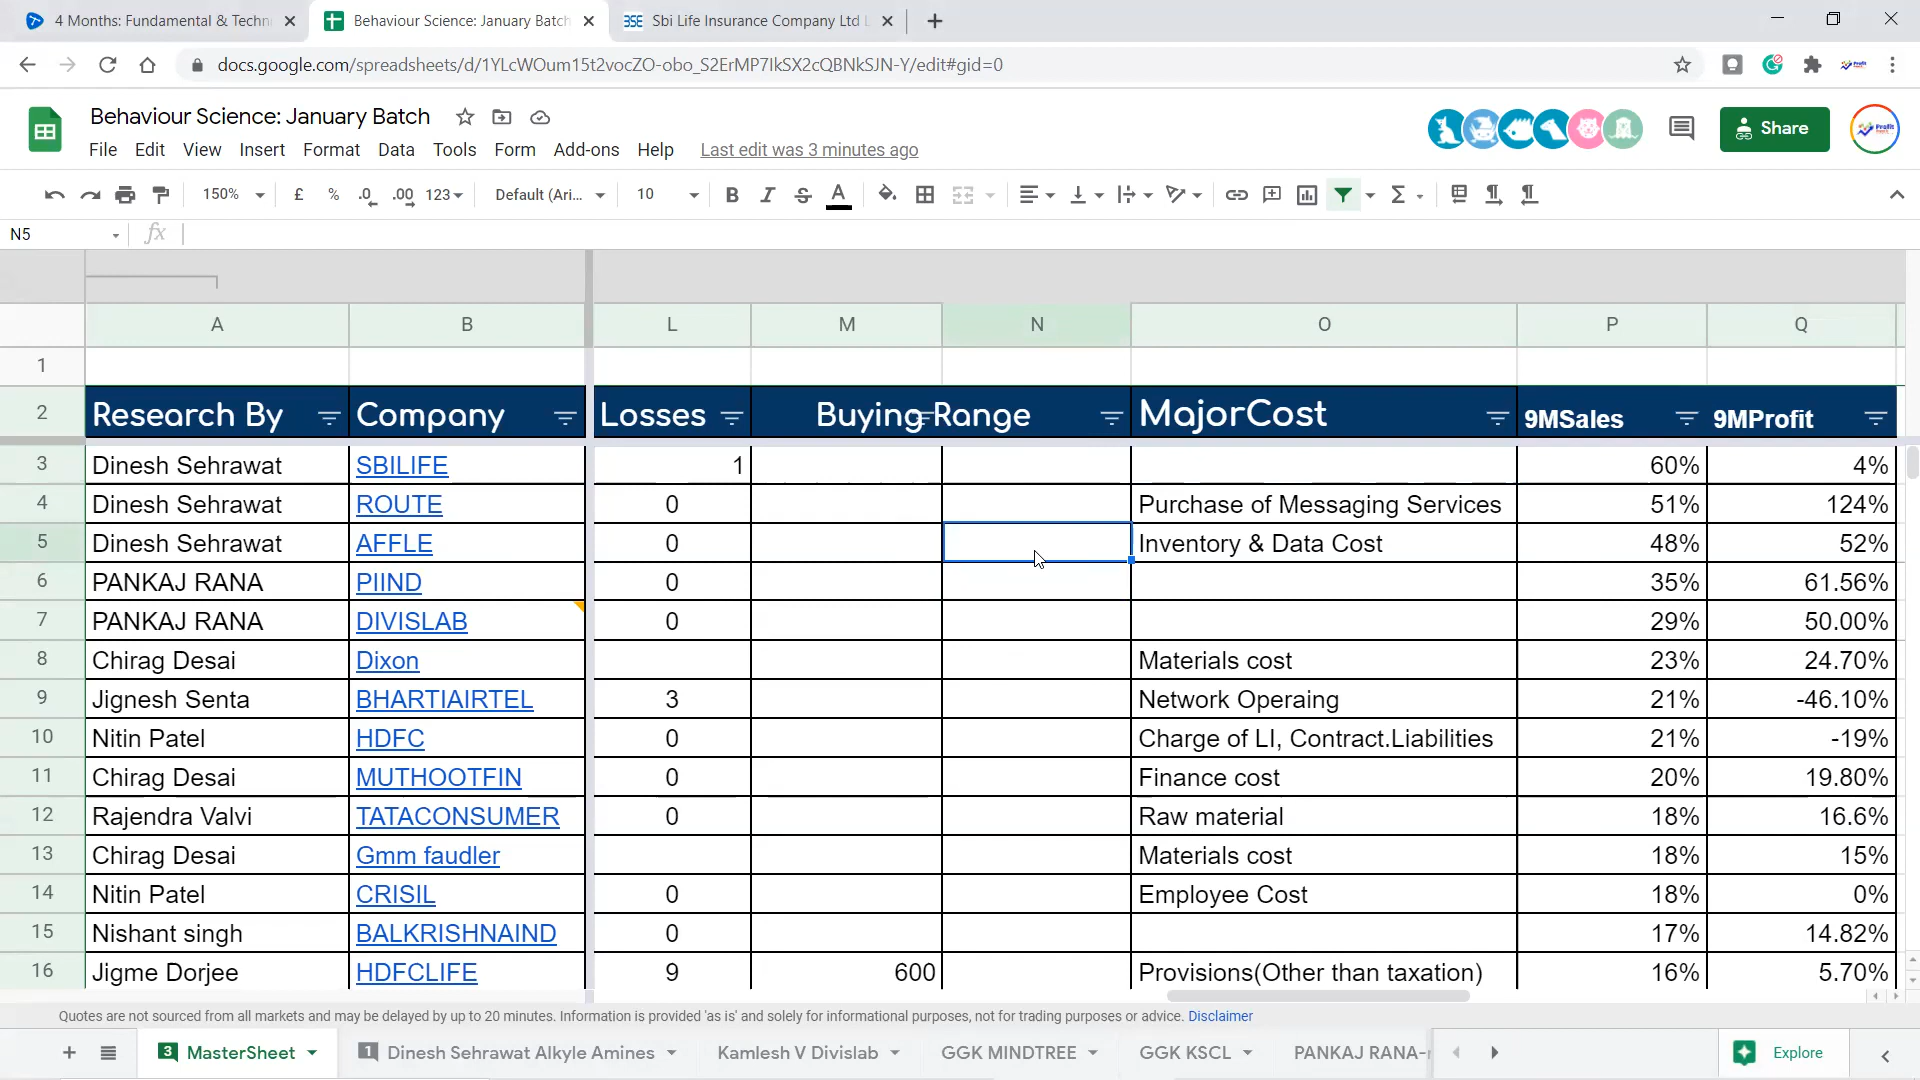 4 Months: Fundamental & Techni
Behaviour Science: January Batch
BSE Sbi Life Insurance Company Ltd L
docs.google.com/spreadsheets/d/1YLcWOum15t2vocZO-obo_S2ErMP7IkSX2cQBNkSJN-Y/edit#gid=0
Behaviour Science: January Batch
File Edit View Insert Format Data Tools Form Add-ons Help Last edit was 3 minutes ago
Share
150% £ % .0 .00 123 Default (Ari... 10 B I S A Σ
N5 fx
A B L M N O P Q
1
2 Research By Company Losses Buying Range MajorCost 9MSales 9MProfit
3 Dinesh Sehrawat SBILIFE 1 60% 4%
4 Dinesh Sehrawat ROUTE 0 Purchase of Messaging Services 51% 124%
5 Dinesh Sehrawat AFFLE 0 Inventory & Data Cost 48% 52%
6 PANKAJ RANA PIIND 0 35% 61.56%
7 PANKAJ RANA DIVISLAB 0 29% 50.00%
8 Chirag Desai Dixon Materials cost 23% 24.70%
9 Jignesh Senta BHARTIAIRTEL 3 Network Operaing 21% -46.10%
10 Nitin Patel HDFC 0 Charge of LI, Contract.Liabilities 21% -19%
11 Chirag Desai MUTHOOTFIN 0 Finance cost 20% 19.80%
12 Rajendra Valvi TATACONSUMER 0 Raw material 18% 16.6%
13 Chirag Desai Gmm faudler Materials cost 18% 15%
14 Nitin Patel CRISIL 0 Employee Cost 18% 0%
15 Nishant singh BALKRISHNAIND 0 17% 14.82%
16 Jigme Dorjee HDFCLIFE 9 600 Provisions(Other than taxation) 16% 5.70%
Quotes are not sourced from all markets and may be delayed by up to 20 minutes. Information is provided 'as is' and solely for informational purposes, not for trading purposes or advice. Disclaimer
3 MasterSheet 1 Dinesh Sehrawat Alkyle Amines Kamlesh V Divislab GGK MINDTREE GGK KSCL PANKAJ RANA- Explore